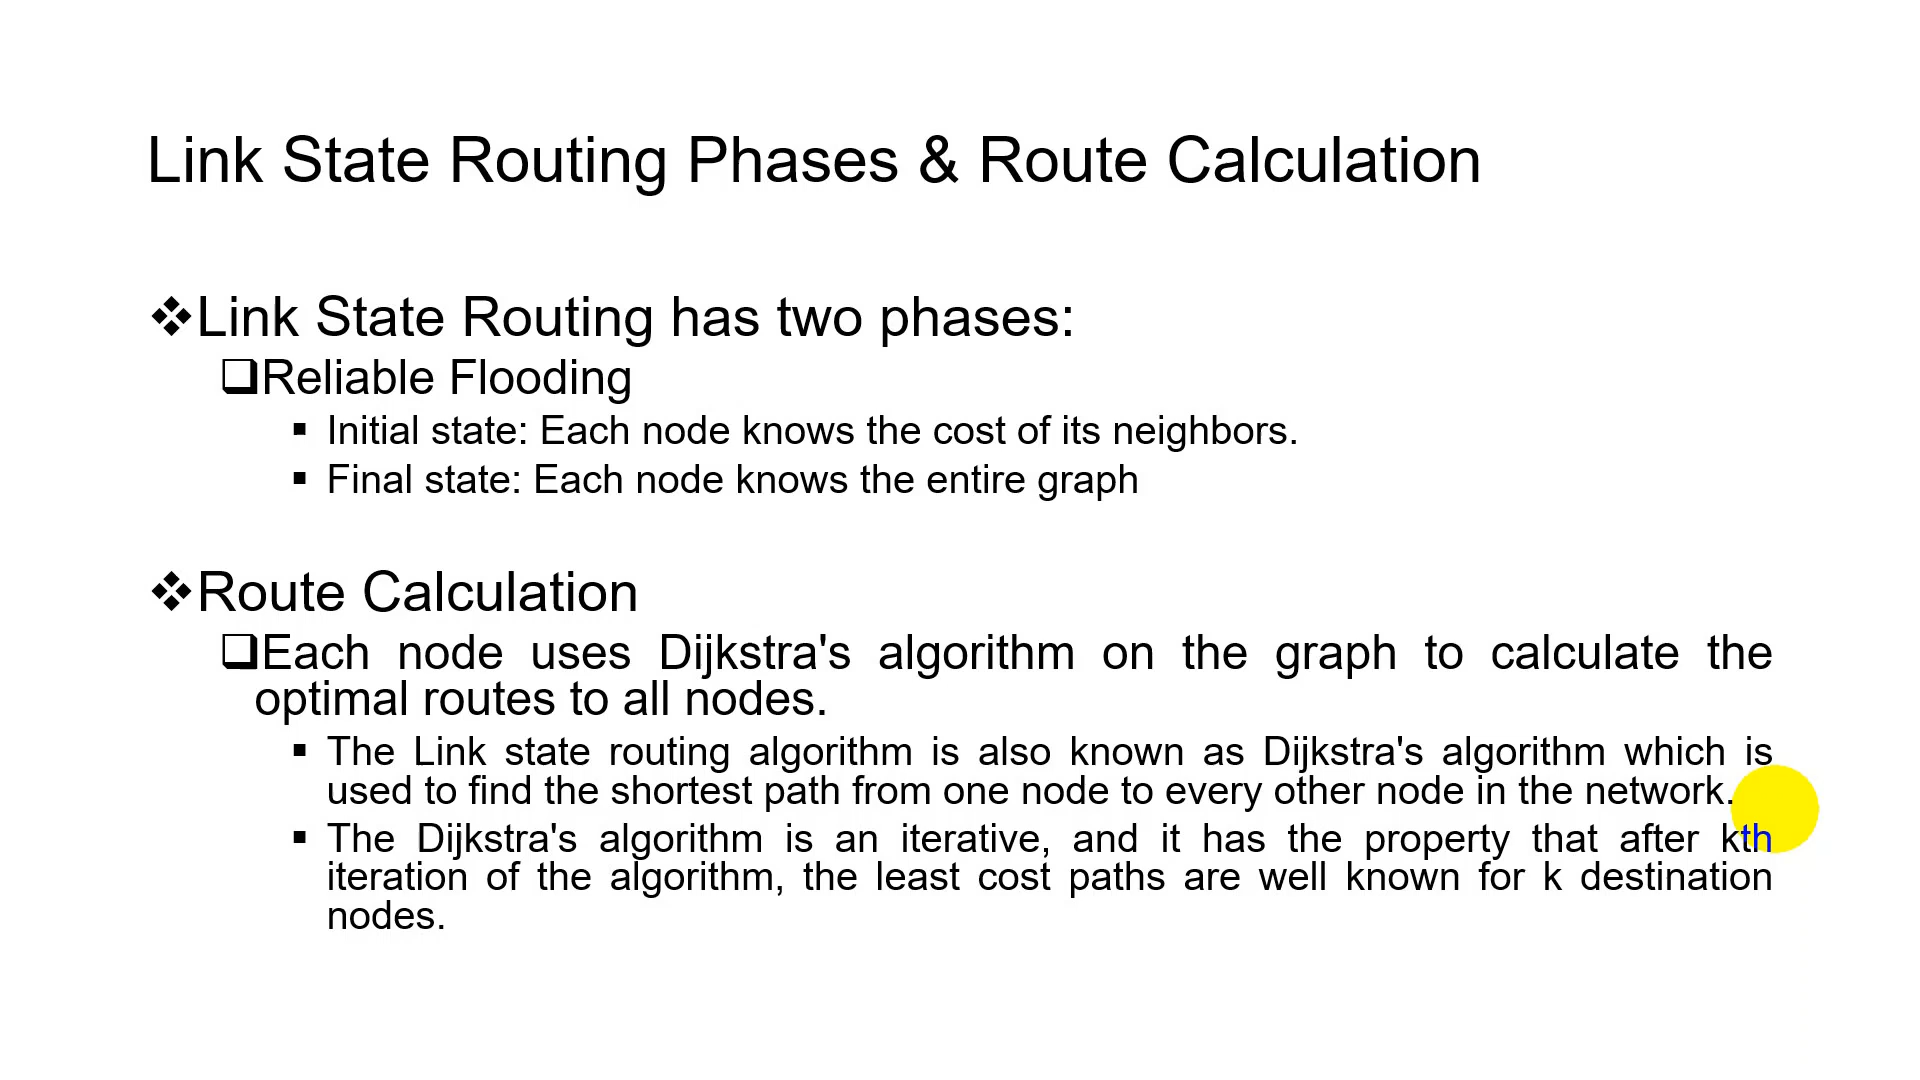 Link State Routing Phases & Route Calculation
❖Link State Routing has two phases:
❑Reliable Flooding
▪ Initial state: Each node knows the cost of its neighbors.
▪ Final state: Each node knows the entire graph
❖Route Calculation
❑Each node uses Dijkstra's algorithm on the graph to calculate the
optimal routes to all nodes.
▪ The Link state routing algorithm is also known as Dijkstra's algorithm which is
used to find the shortest path from one node to every other node in the network.
▪ The Dijkstra's algorithm is an iterative, and it has the property that after kth
iteration of the algorithm, the least cost paths are well known for k destination
nodes.